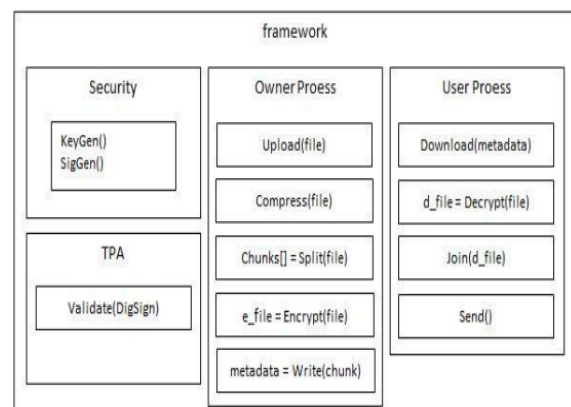 framework
Security
KeyGen()
SigGen()
TPA
Validate(DigSign)
Owner Proess
Upload(file)
Compress(file)
Chunks[] = Split(file)
e_file = Encrypt(file)
metadata = Write(chunk)
User Proess
Download(metadata)
d_file = Decrypt(file)
Join(d_file)
Send()